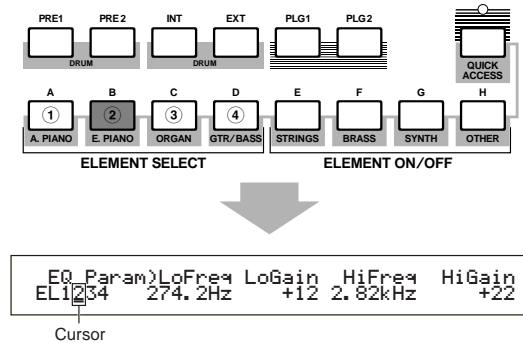 PRE1 PRE2 INT EXT PLG1 PLG2
DRUM DRUM
QUICK ACCESS
A B C D E F G H
1 2 3 4
A. PIANO E. PIANO ORGAN GTR/BASS STRINGS BRASS SYNTH OTHER
ELEMENT SELECT ELEMENT ON/OFF
EQ Param)LoFreq LoGain HiFreq HiGain
EL1234 274.2Hz +12 2.82kHz +22
Cursor